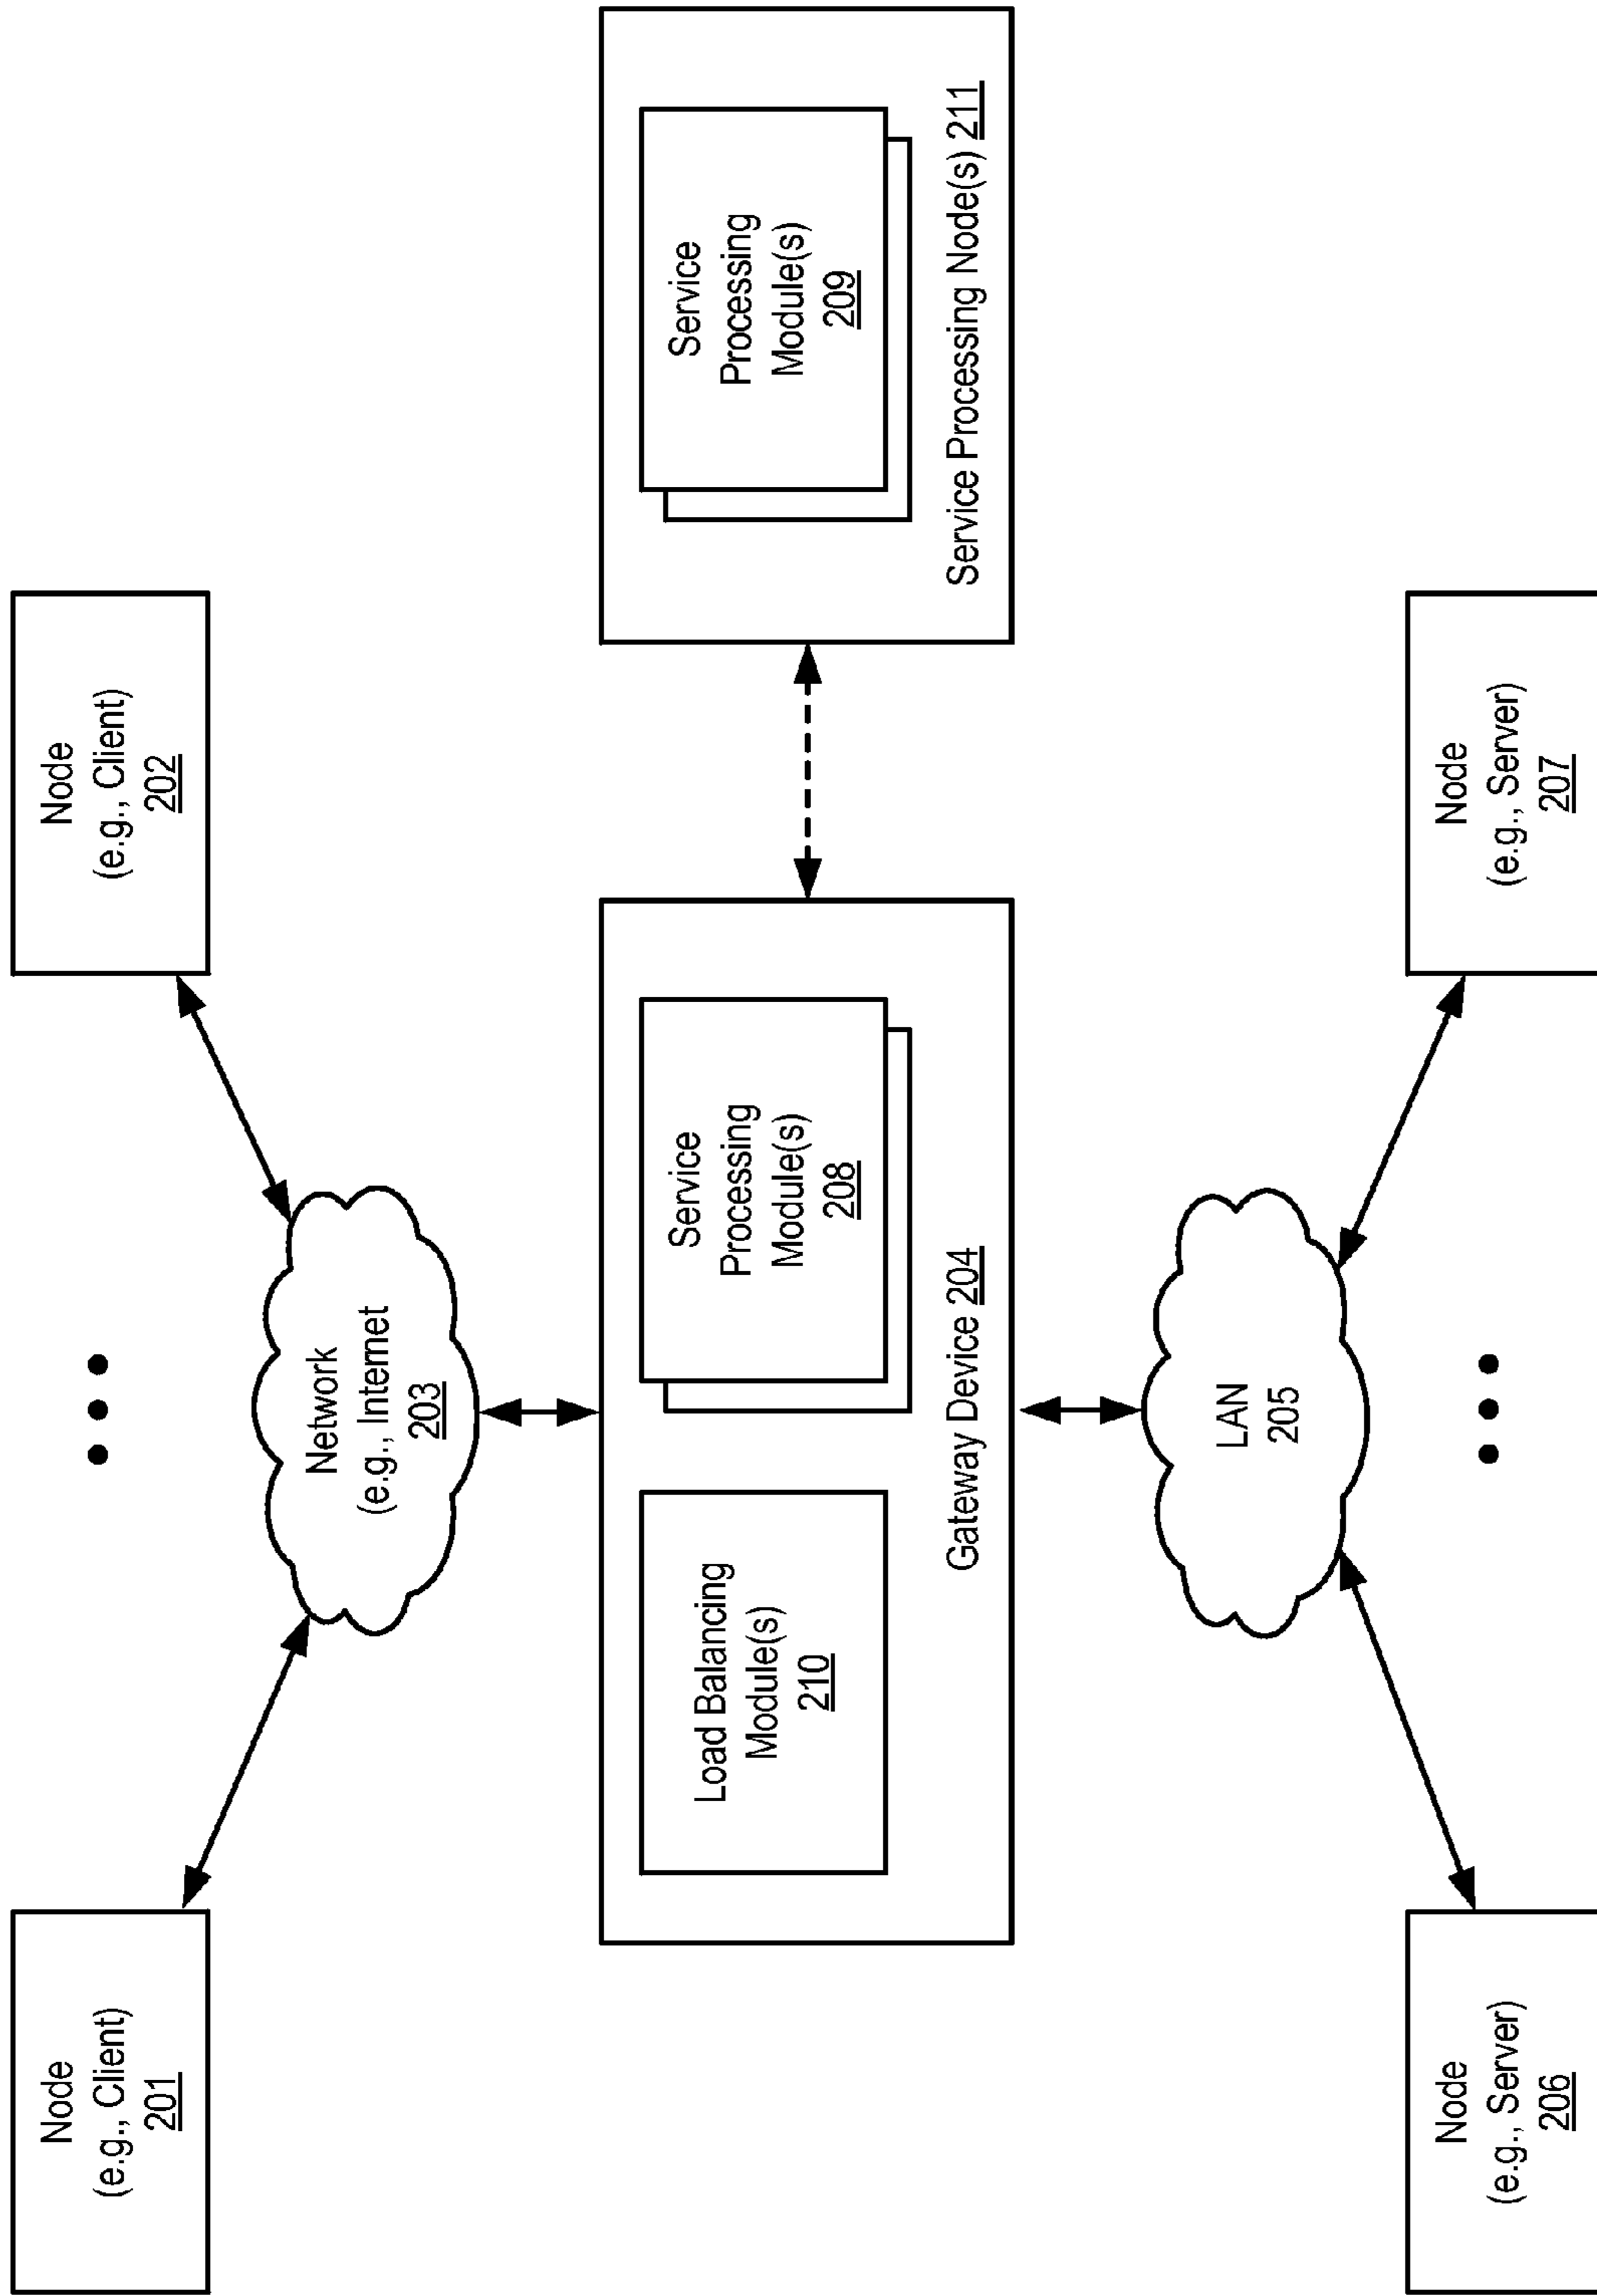 Node
(e.g., Client)
201
Node
(e.g., Client)
202
Network
(e.g., Internet
203
Load Balancing
Module(s)
210
Service
Processing
Module(s)
208
Gateway Device 204
Service
Processing
Module(s)
209
Service Processing Node(s) 211
LAN
205
Node
(e.g., Server)
206
Node
(e.g., Server)
207